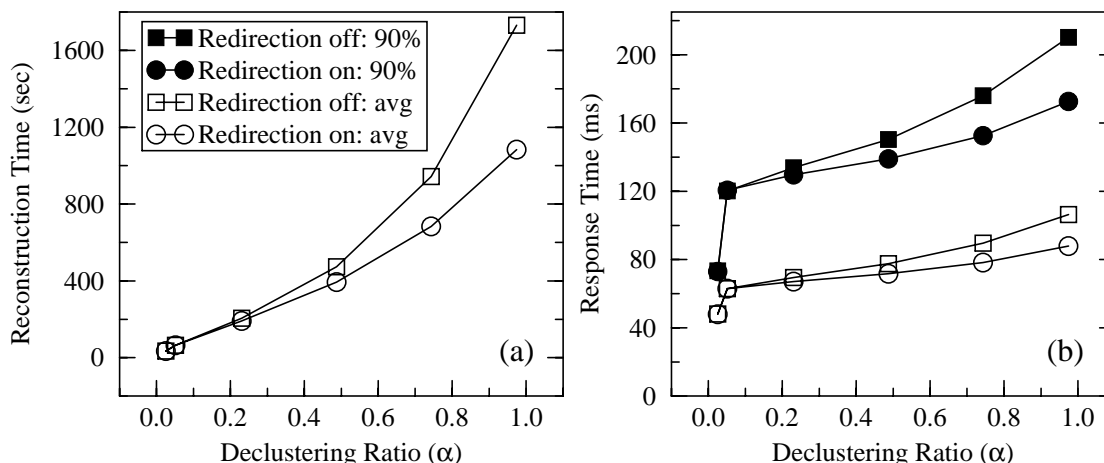 Reconstruction Time (sec)
1600
1200
800
400
0
Redirection off: 90%
Redirection on: 90%
Redirection off: avg
Redirection on: avg
(a)
0.0 0.2 0.4 0.6 0.8 1.0
Declustering Ratio (α)
Response Time (ms)
200
160
120
80
40
0
(b)
0.0 0.2 0.4 0.6 0.8 1.0
Declustering Ratio (α)